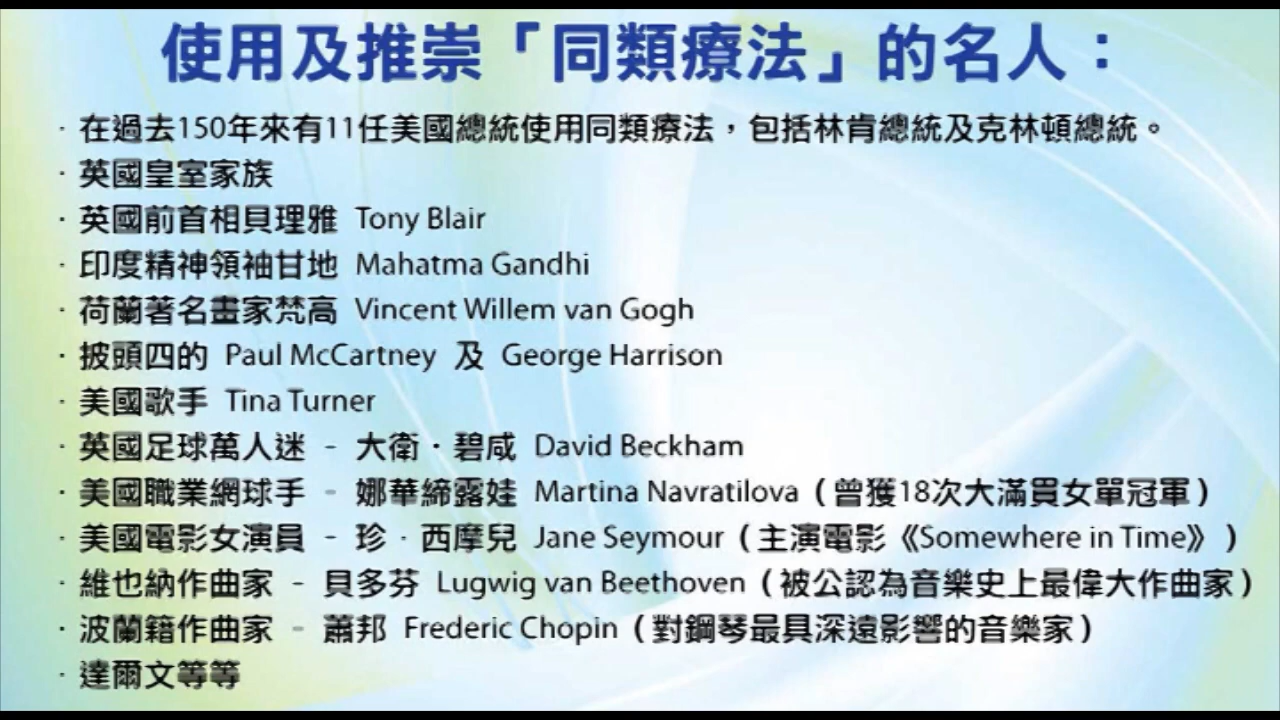 使用及推崇「同類療法」的名人：
· 在過去150年來有11任美國總統使用同類療法，包括林肯總統及克林頓總統。
· 英國皇室家族
· 英國前首相貝理雅 Tony Blair
· 印度精神領袖甘地 Mahatma Gandhi
· 荷蘭著名畫家梵高 Vincent Willem van Gogh
· 披頭四的 Paul McCartney 及 George Harrison
· 美國歌手 Tina Turner
· 英國足球萬人迷 - 大衛·碧咸 David Beckham
· 美國職業網球手 - 娜華締露娃 Martina Navratilova（曾獲18次大滿貫女單冠軍）
· 美國電影女演員 - 珍·西摩兒 Jane Seymour（主演電影《Somewhere in Time》）
· 維也納作曲家 - 貝多芬 Lugwig van Beethoven（被公認為音樂史上最偉大作曲家）
· 波蘭籍作曲家 - 蕭邦 Frederic Chopin（對鋼琴最具深遠影響的音樂家）
· 達爾文等等